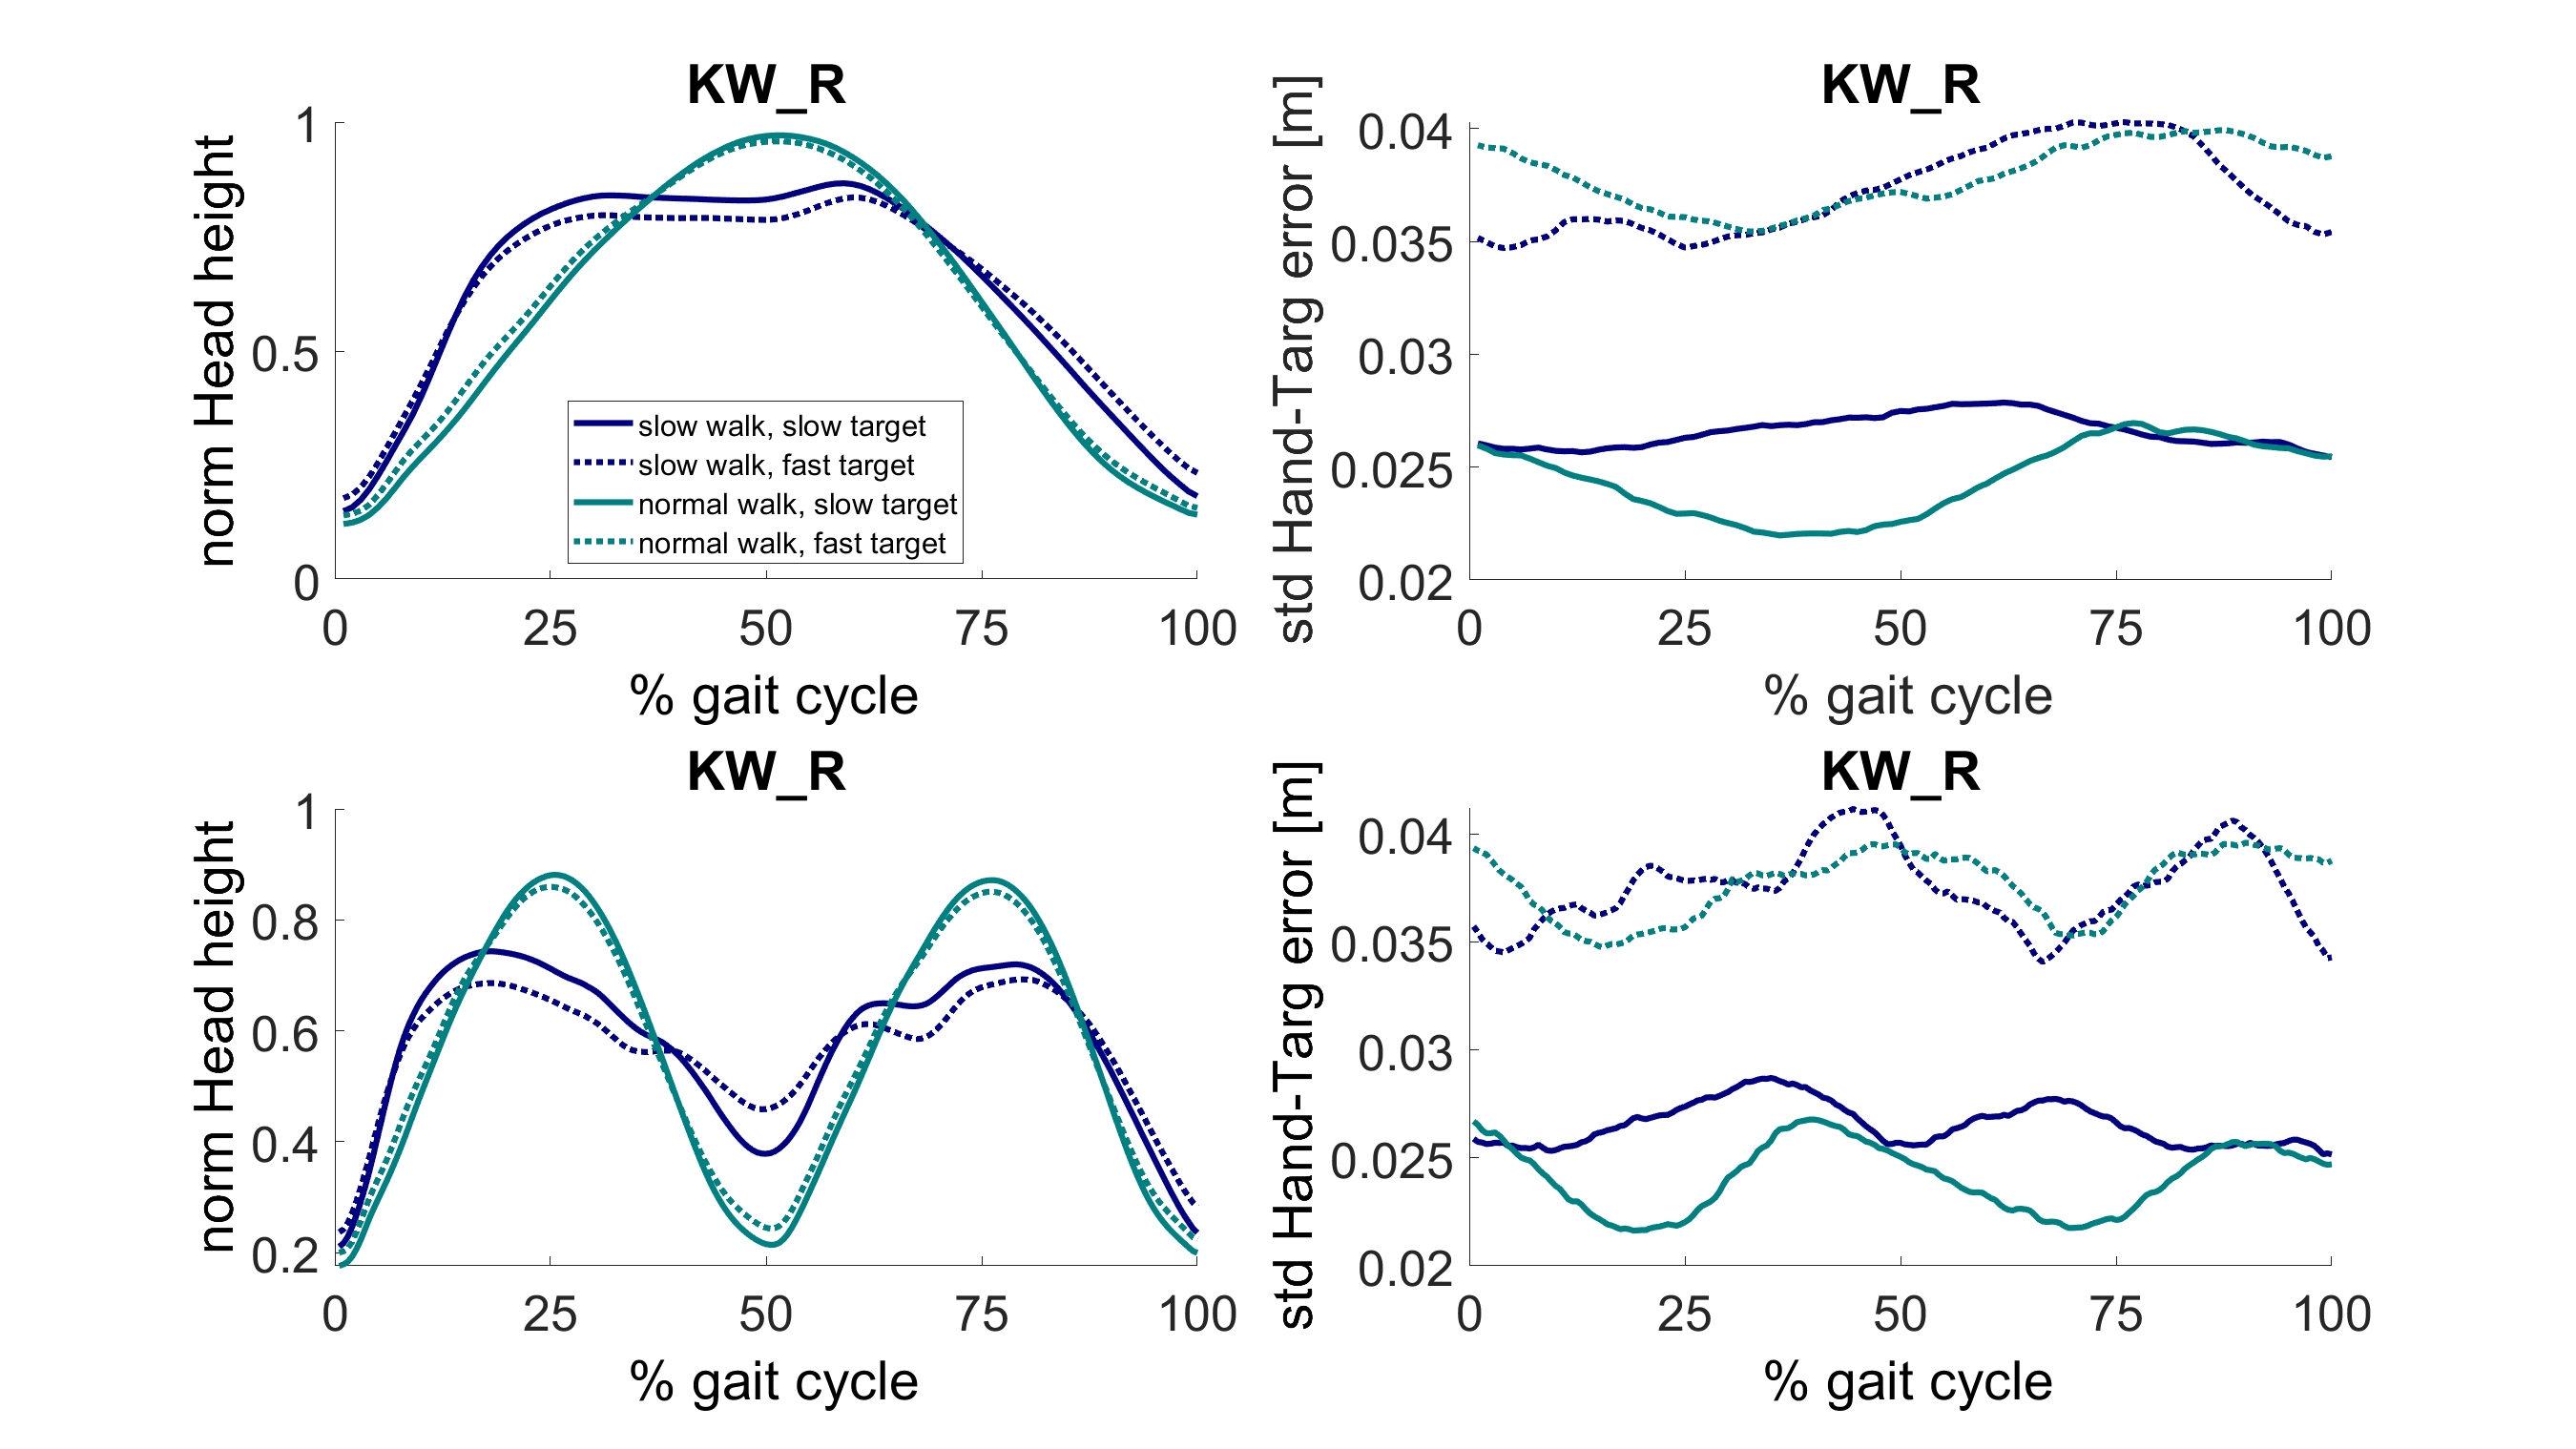 KW_R
norm Head height
1
0.5
0
slow walk, slow target
slow walk, fast target
normal walk, slow target
normal walk, fast target
0 25 50 75 100
% gait cycle
KW_R
std Hand-Targ error [m]
0.04
0.035
0.03
0.025
0.02
0 25 50 75 100
% gait cycle
KW_R
norm Head height
1
0.8
0.6
0.4
0.2
0 25 50 75 100
% gait cycle
KW_R
std Hand-Targ error [m]
0.04
0.035
0.03
0.025
0.02
0 25 50 75 100
% gait cycle